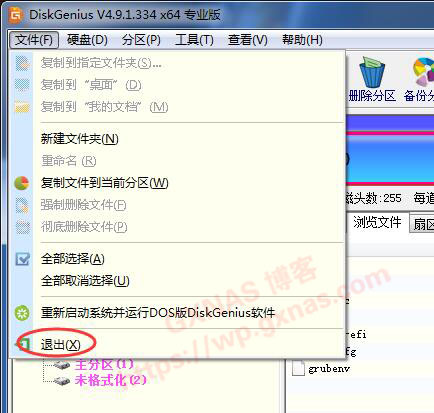 DiskGenius V4.9.1.334 x64 专业版
文件(F) 硬盘(D) 分区(P) 工具(T) 查看(V) 帮助(H)
复制到指定文件夹(S)...
复制到“桌面”(D)
复制到“我的文档”(M)
新建文件夹(N)
重命名(R)
复制文件到当前分区(W)
强制删除文件(F)
彻底删除文件(P)
全部选择(A)
全部取消选择(U)
重新启动系统并运行DOS版DiskGenius软件
退出(X)
删除分区 备份分
头数:255 每道
浏览文件 扇区
efi
fg
grubenv
主分区(1)
未格式化(2)
GXNAS 博客
https://wp.gxnas.com